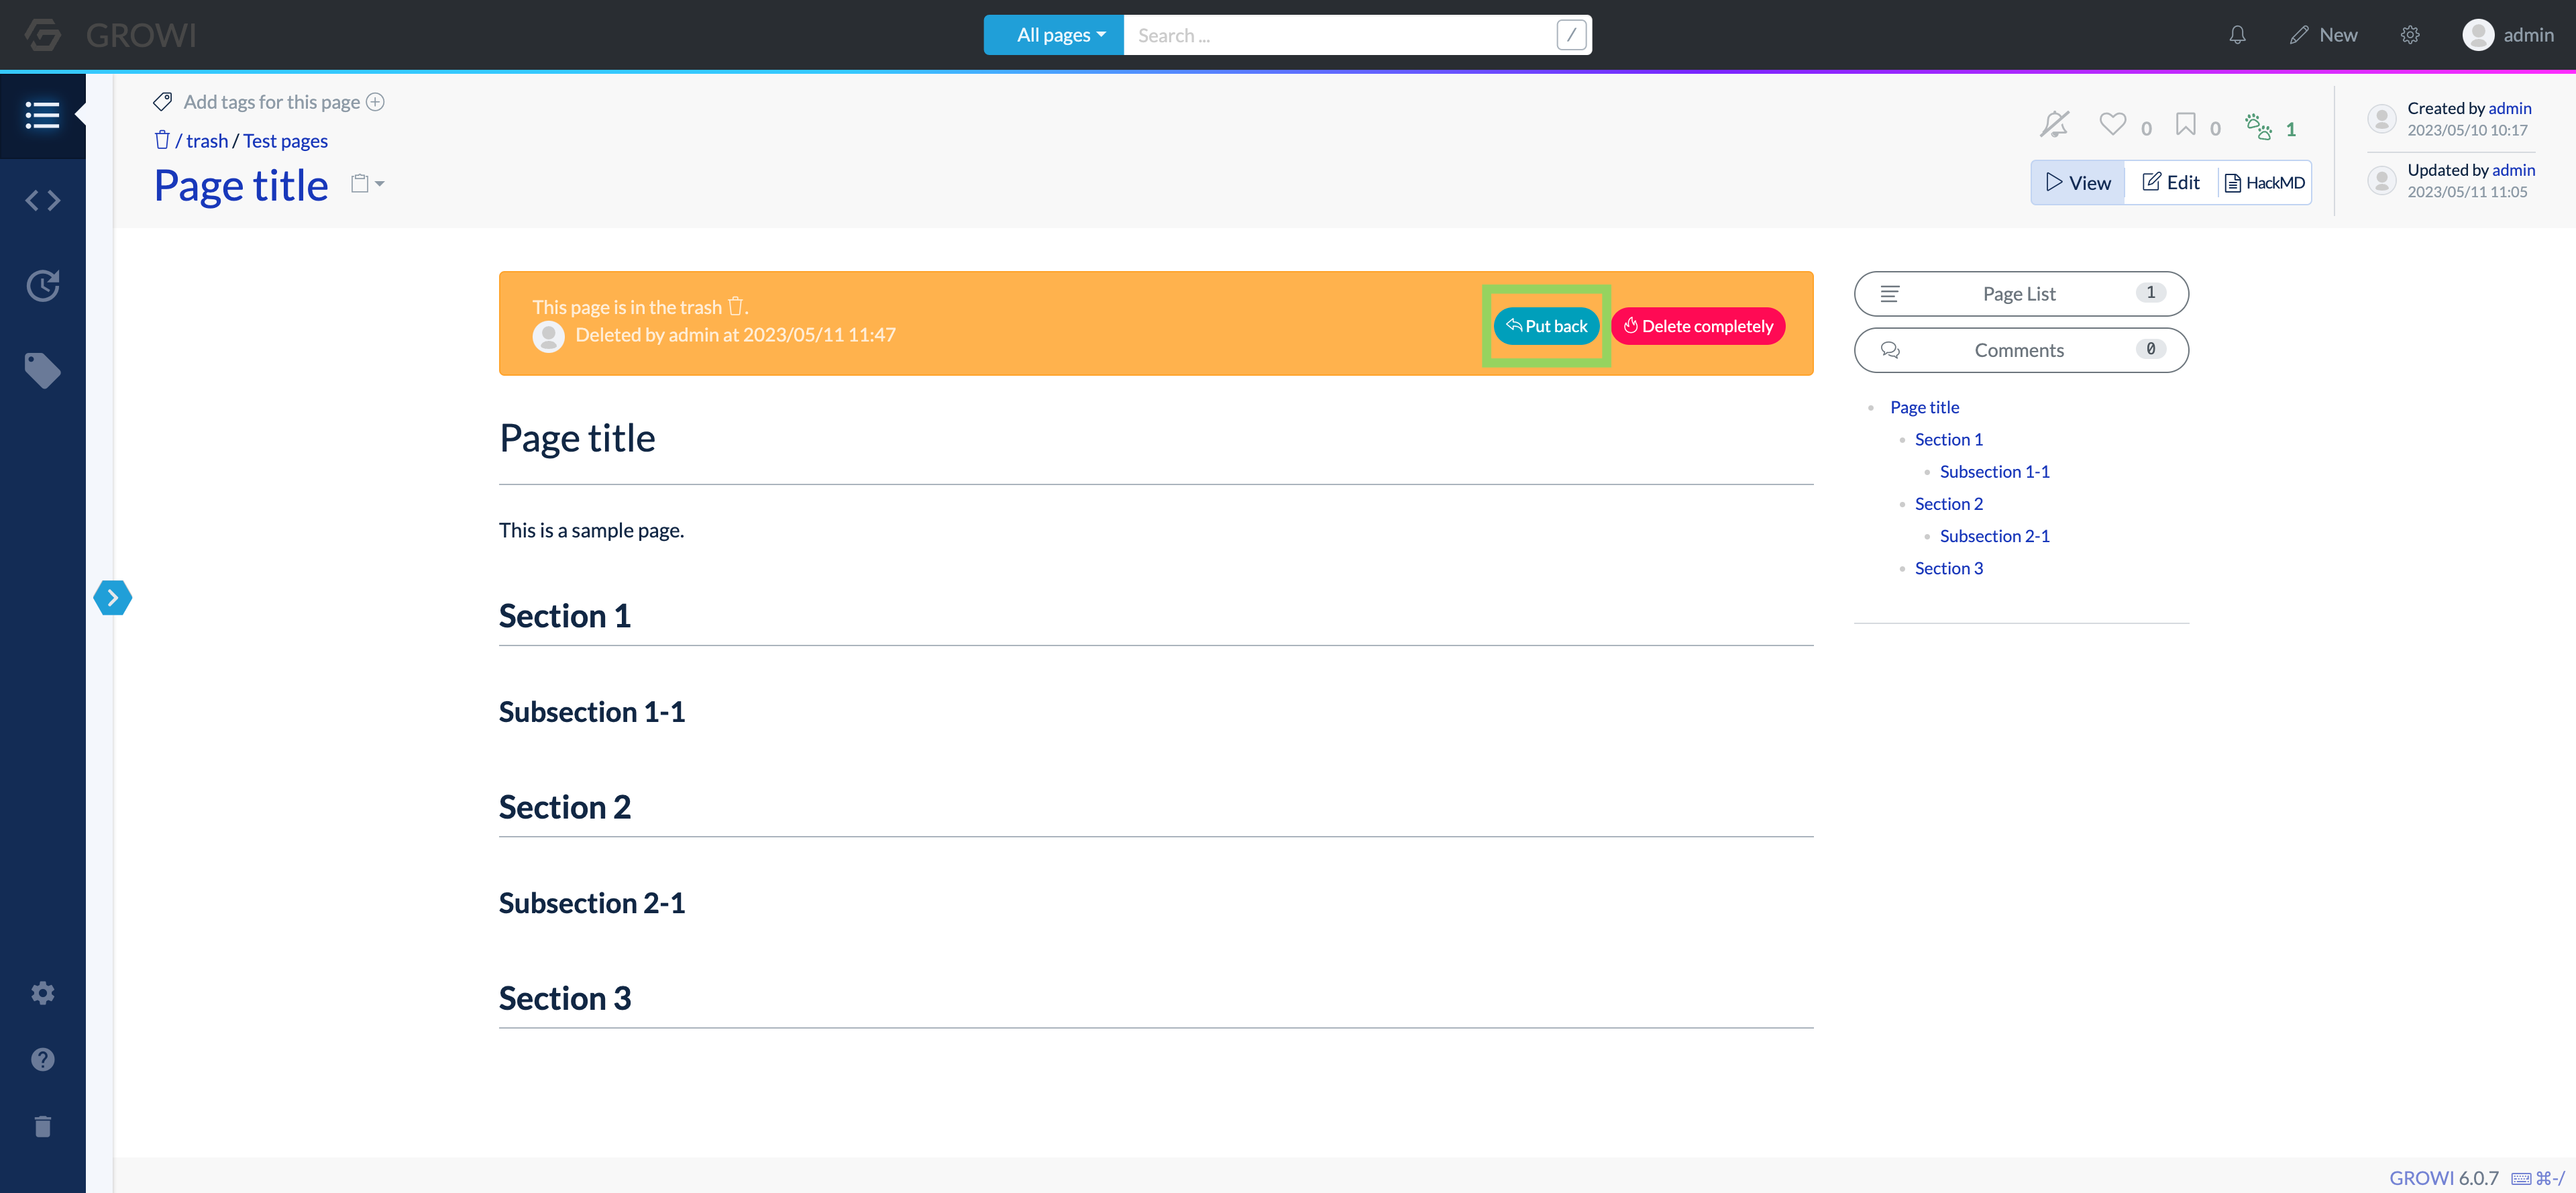 GROWI
All pages
Search ...
/
New
admin
Add tags for this page
/ trash / Test pages
Page title
0
0
1
View
Edit
HackMD
Created by admin
2023/05/10 10:17
Updated by admin
2023/05/11 11:05
This page is in the trash .
Deleted by admin at 2023/05/11 11:47
Put back
Delete completely
Page List
1
Comments
0
Page title
Section 1
Subsection 1-1
Section 2
Subsection 2-1
Section 3
Page title
This is a sample page.
Section 1
Subsection 1-1
Section 2
Subsection 2-1
Section 3
GROWI 6.0.7
⌘-/